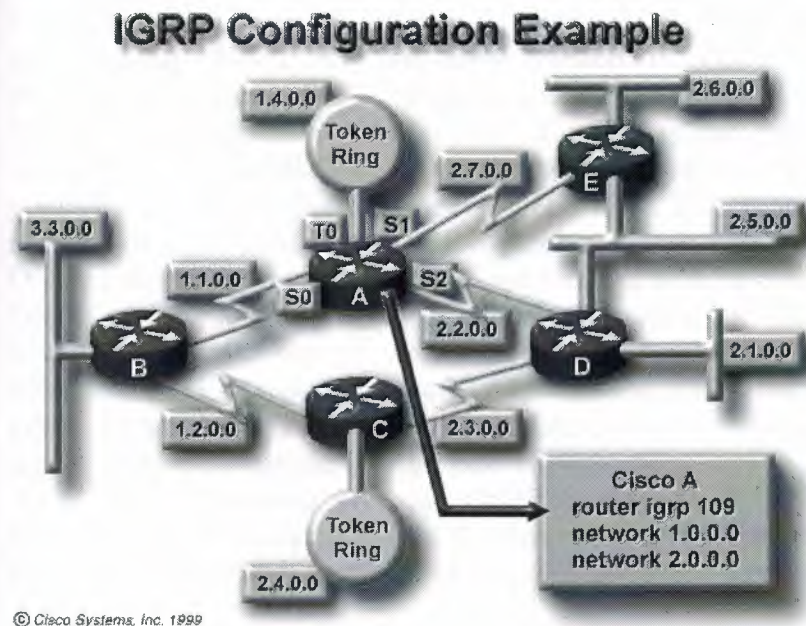 IGRP Configuration Example
1.4.0.0
2.6.0.0
Token
Ring
2.7.0.0
E
3.3.0.0
T0
S1
2.5.0.0
1.1.0.0
S0
A
S2
2.2.0.0
B
D
2.1.0.0
1.2.0.0
C
2.3.0.0
Token
Ring
2.4.0.0
Cisco A
router igrp 109
network 1.0.0.0
network 2.0.0.0
© Cisco Systems, Inc. 1999